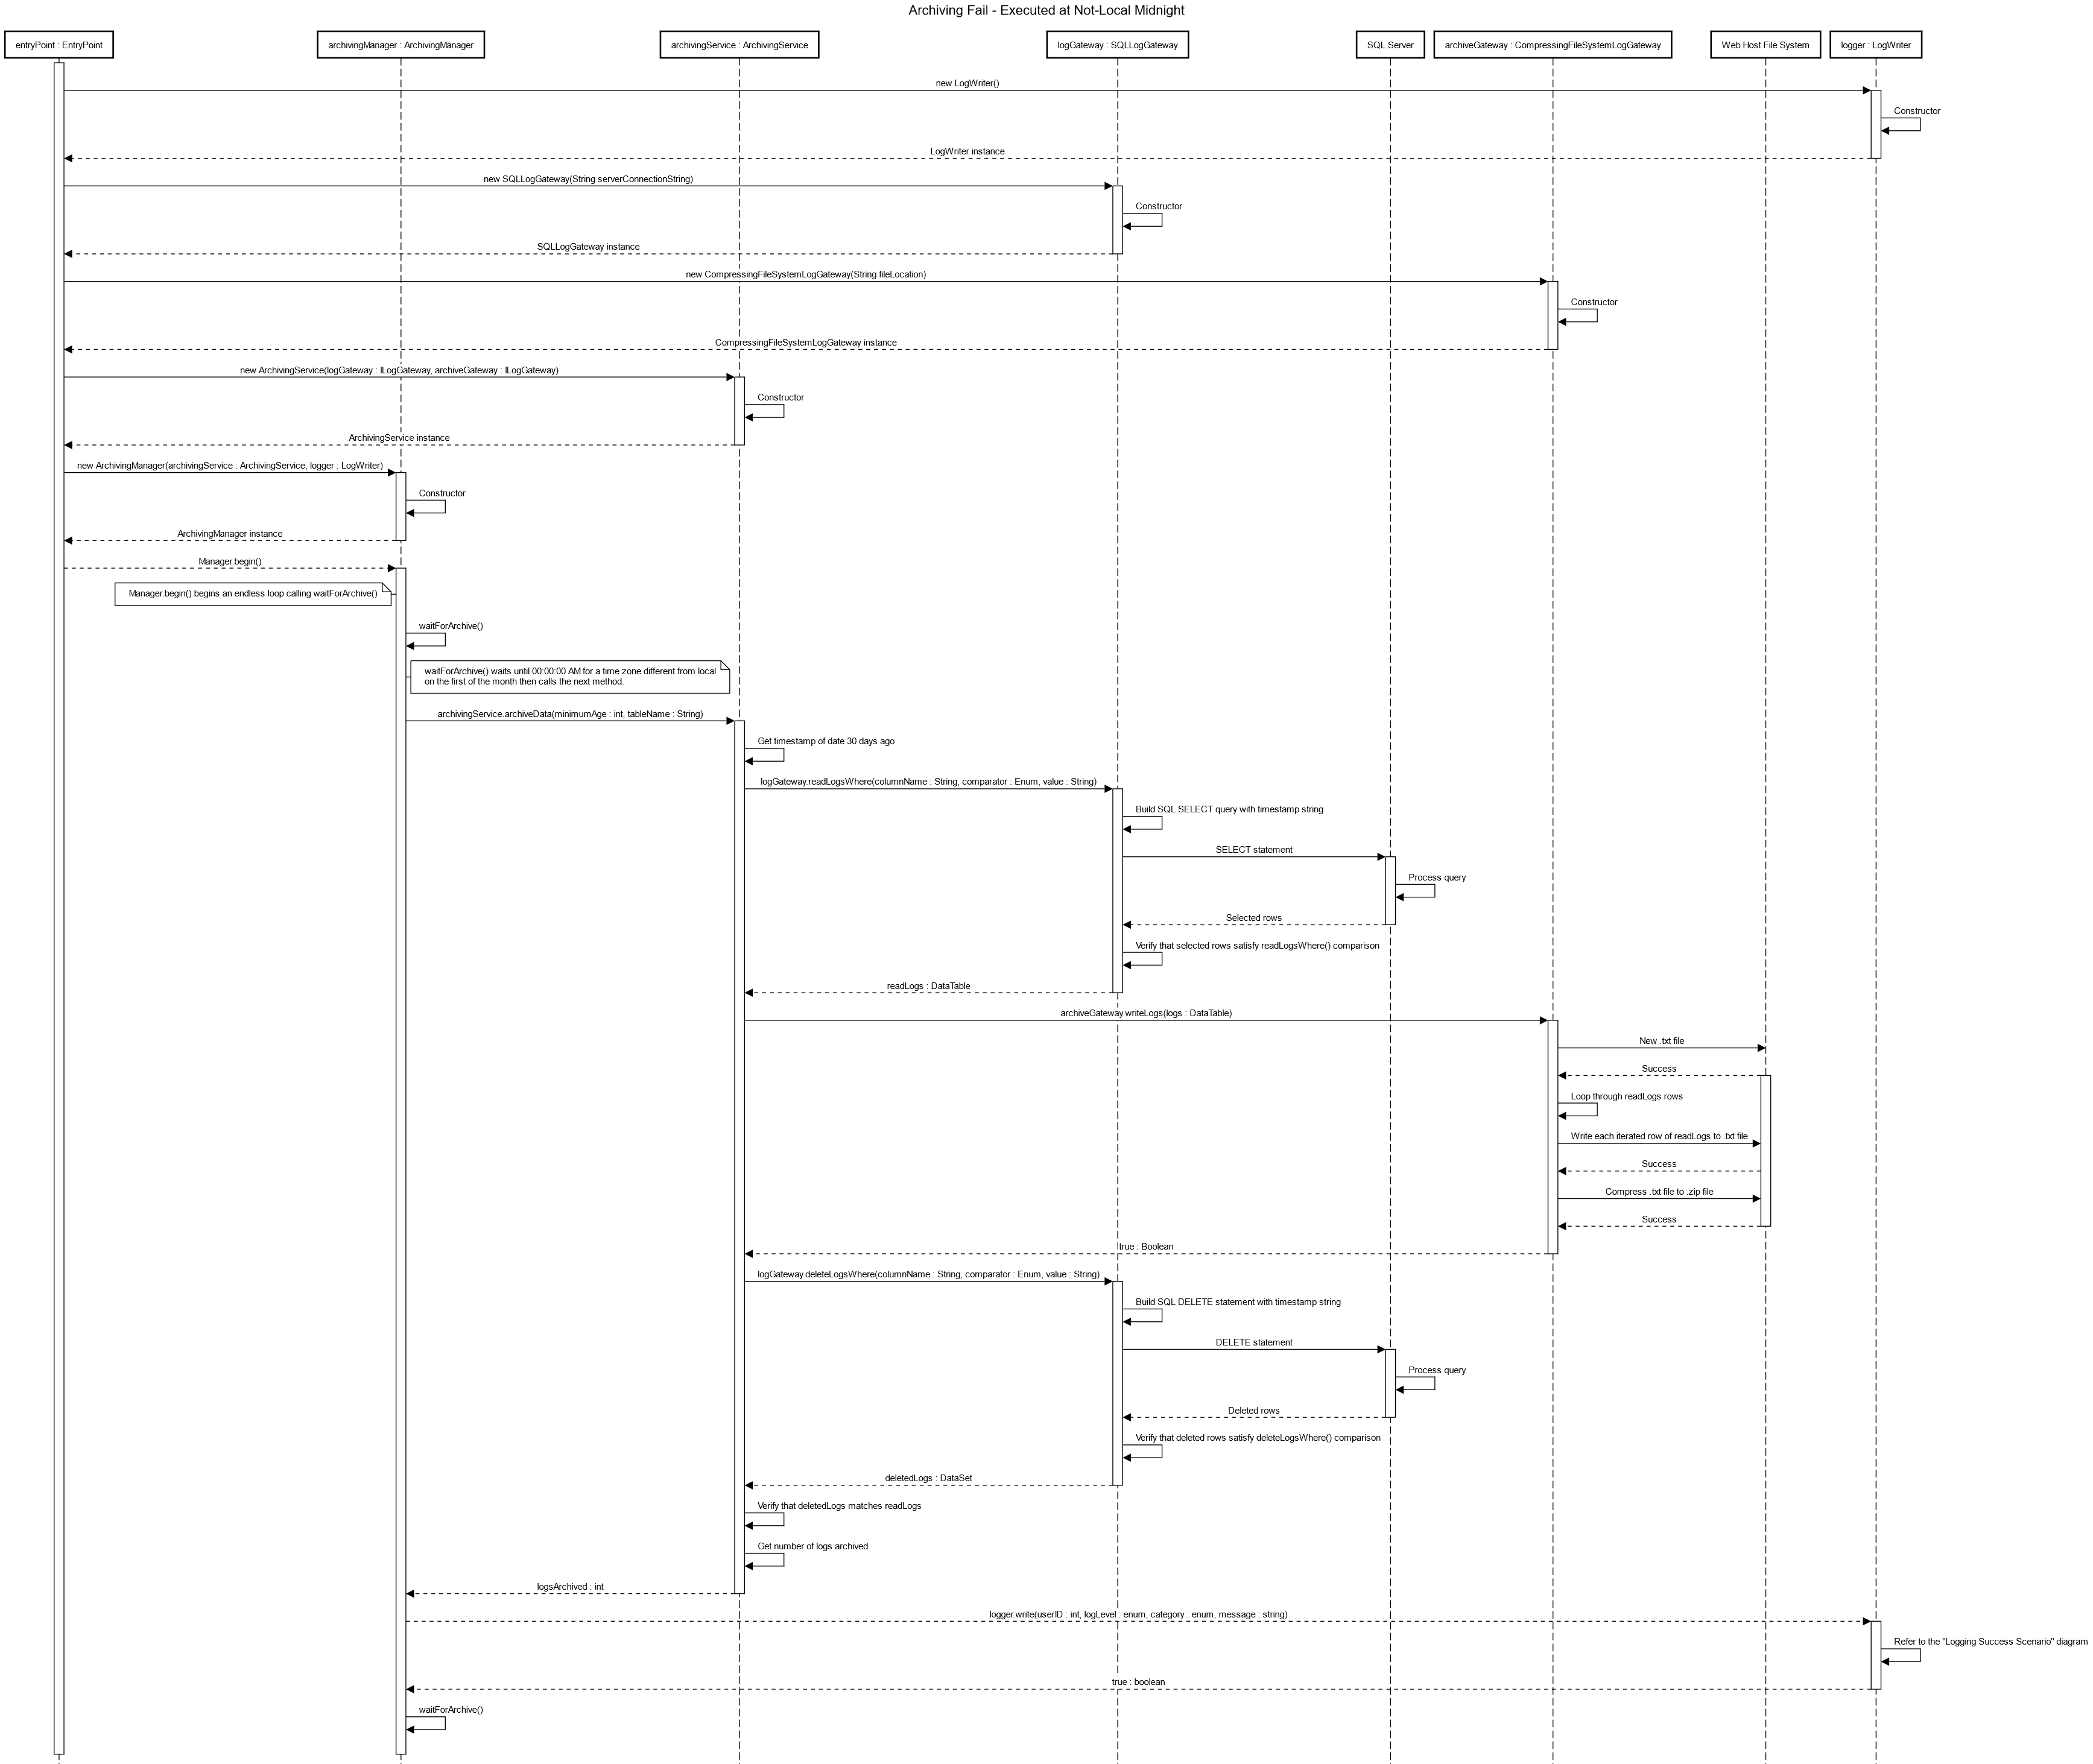 Archiving Fail - Executed at Not-Local Midnight
entryPoint : EntryPoint
archivingManager : ArchivingManager
archivingService : ArchivingService
logGateway : SQLLogGateway
SQL Server
archiveGateway : CompressingFileSystemLogGateway
Web Host File System
logger : LogWriter
new LogWriter()
Constructor
LogWriter instance
new SQLLogGateway(String serverConnectionString)
Constructor
SQLLogGateway instance
new CompressingFileSystemLogGateway(String fileLocation)
Constructor
CompressingFileSystemLogGateway instance
new ArchivingService(logGateway : ILogGateway, archiveGateway : ILogGateway)
Constructor
ArchivingService instance
new ArchivingManager(archivingService : ArchivingService, logger : LogWriter)
Constructor
ArchivingManager instance
Manager.begin()
Manager.begin() begins an endless loop calling waitForArchive()
waitForArchive()
waitForArchive() waits until 00:00:00 AM for a time zone different from local
on the first of the month then calls the next method.
archivingService.archiveData(minimumAge : int, tableName : String)
Get timestamp of date 30 days ago
logGateway.readLogsWhere(columnName : String, comparator : Enum, value : String)
Build SQL SELECT query with timestamp string
SELECT statement
Process query
Selected rows
Verify that selected rows satisfy readLogsWhere() comparison
readLogs : DataTable
archiveGateway.writeLogs(logs : DataTable)
New .txt file
Success
Loop through readLogs rows
Write each iterated row of readLogs to .txt file
Success
Compress .txt file to .zip file
Success
true : Boolean
logGateway.deleteLogsWhere(columnName : String, comparator : Enum, value : String)
Build SQL DELETE statement with timestamp string
DELETE statement
Process query
Deleted rows
Verify that deleted rows satisfy deleteLogsWhere() comparison
deletedLogs : DataSet
Verify that deletedLogs matches readLogs
Get number of logs archived
logsArchived : int
logger.write(userID : int, logLevel : enum, category : enum, message : string)
Refer to the "Logging Success Scenario" diagram
true : boolean
waitForArchive()